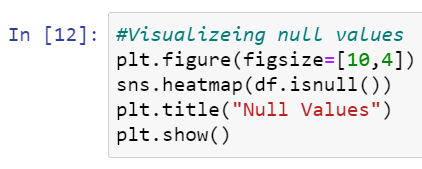 In [12]: #Visualizeing null values
plt.figure(figsize=[10,4])
sns.heatmap(df.isnull())
plt.title("Null Values")
plt.show()